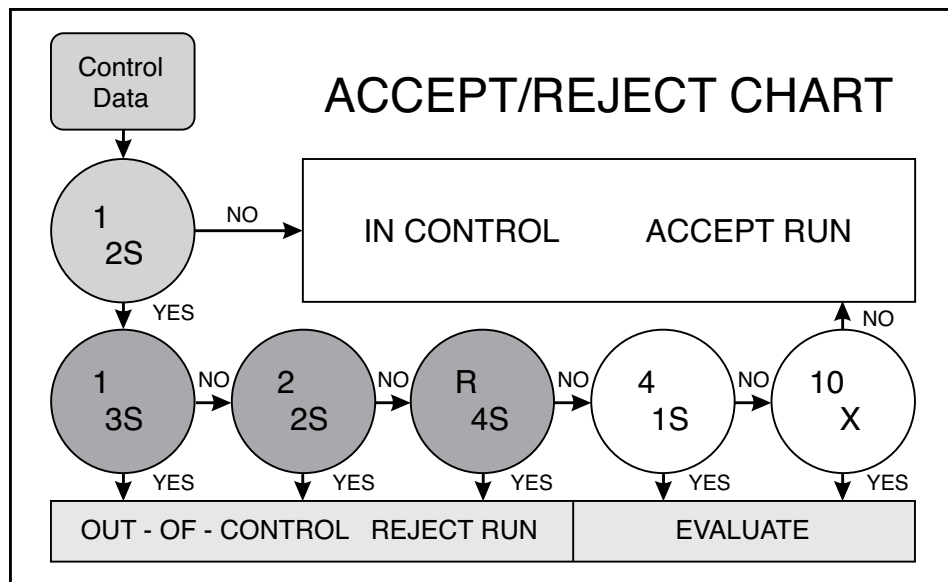 Control
Data
ACCEPT/REJECT CHART
1
2S
NO
IN CONTROL ACCEPT RUN
YES
NO
1
3S
NO
2
2S
NO
R
4S
NO
4
1S
NO
10
X
YES
YES
YES
YES
YES
OUT - OF - CONTROL REJECT RUN
EVALUATE